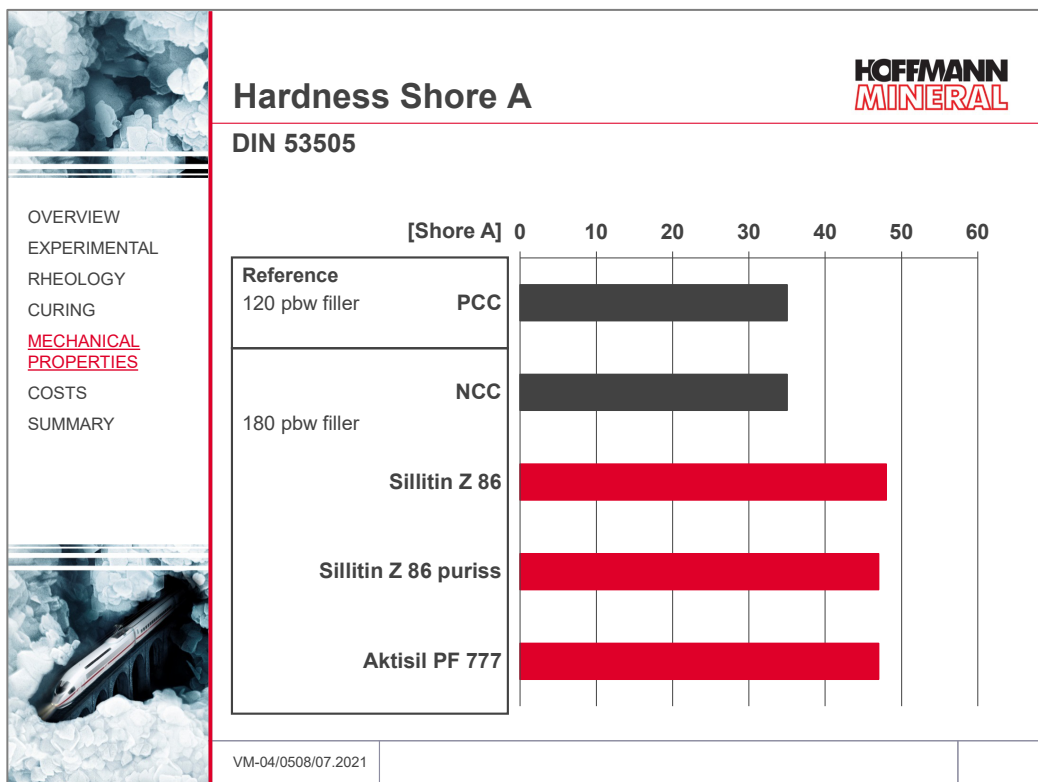 HOFFMANN
MINERAL
Hardness Shore A
DIN 53505
OVERVIEW
EXPERIMENTAL
RHEOLOGY
CURING
MECHANICAL
PROPERTIES
COSTS
SUMMARY
[Shore A] 0 10 20 30 40 50 60
Reference
120 pbw filler PCC
NCC
180 pbw filler
Sillitin Z 86
Sillitin Z 86 puriss
Aktisil PF 777
VM-04/0508/07.2021